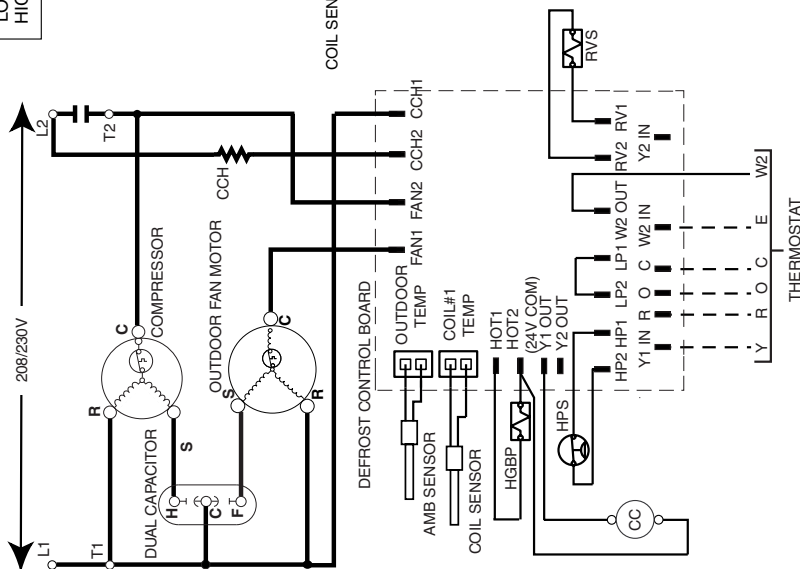 LO
HIG
COIL SEN
208/230V
L1
L2
T1
T2
C
COMPRESSOR
R
S
DUAL CAPACITOR
H
C
F
OUTDOOR FAN MOTOR
S
C
R
CCH
DEFROST CONTROL BOARD
FAN1
FAN2
CCH2
CCH1
OUTDOOR
TEMP
COIL#1
TEMP
AMB SENSOR
COIL SENSOR
HOT1
HOT2
(24V COM)
Y1 OUT
Y2 OUT
HGBP
HPS
CC
HP2
HP1
LP2
LP1
W2 OUT
RV2
RV1
RVS
Y1 IN
R
O
C
W2 IN
Y2 IN
Y
R
O
C
E
W2
THERMOSTAT